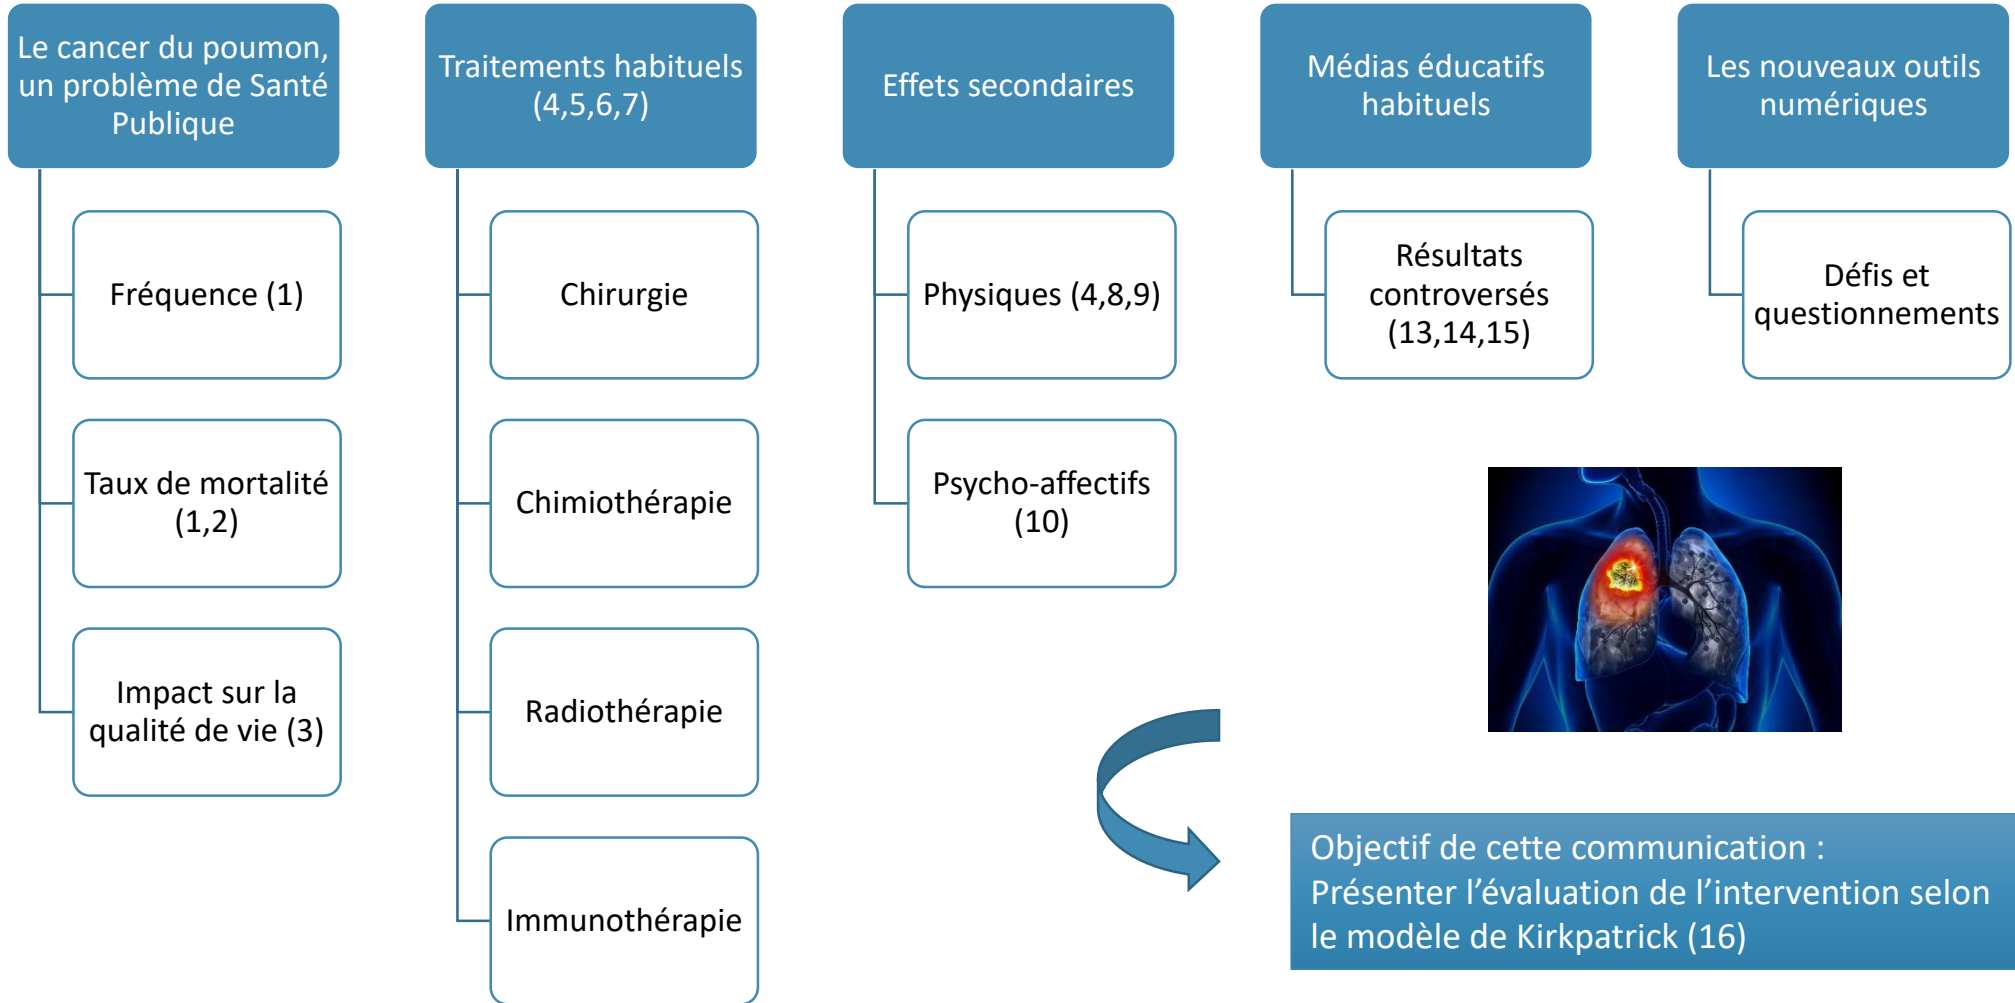 Le cancer du poumon,
un problème de Santé
Publique
Fréquence (1)
Taux de mortalité
(1,2)
Impact sur la
qualité de vie (3)
Traitements habituels
(4,5,6,7)
Chirurgie
Chimiothérapie
Radiothérapie
Immunothérapie
Effets secondaires
Physiques (4,8,9)
Psycho-affectifs
(10)
Médias éducatifs
habituels
Résultats
controversés
(13,14,15)
Les nouveaux outils
numériques
Défis et
questionnements
Objectif de cette communication :
Présenter l’évaluation de l’intervention selon
le modèle de Kirkpatrick (16)